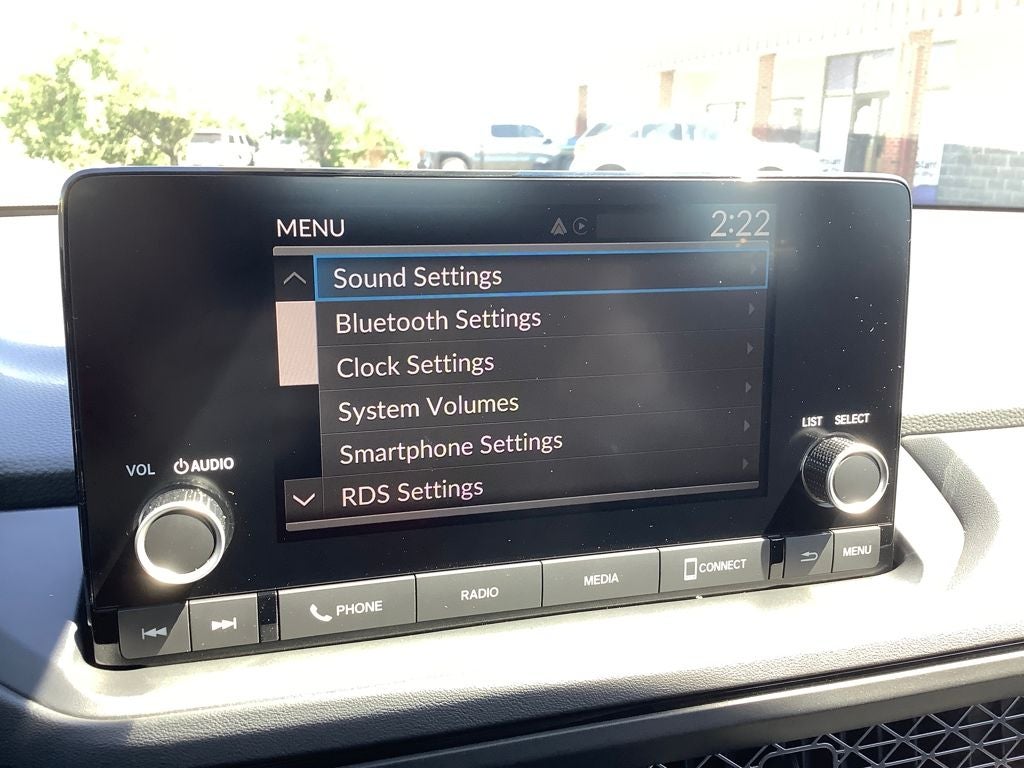 MENU 2:22
Sound Settings
Bluetooth Settings
Clock Settings
System Volumes
Smartphone Settings
RDS Settings
LIST SELECT
VOL AUDIO
PHONE RADIO MEDIA CONNECT MENU